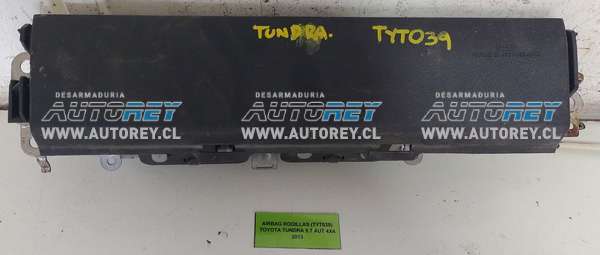 TUNDRA. TYTO39
DESARMADURIA DESARMADURIA DESARMADURIA
AUTOREY AUTOREY AUTOREY
WWW.AUTOREY.CL WWW.AUTOREY.CL WWW.AUTOREY.CL
AIRBAG RODILLAS (TYT039)
TOYOTA TUNDRA 5.7 AUT 4X4
2013